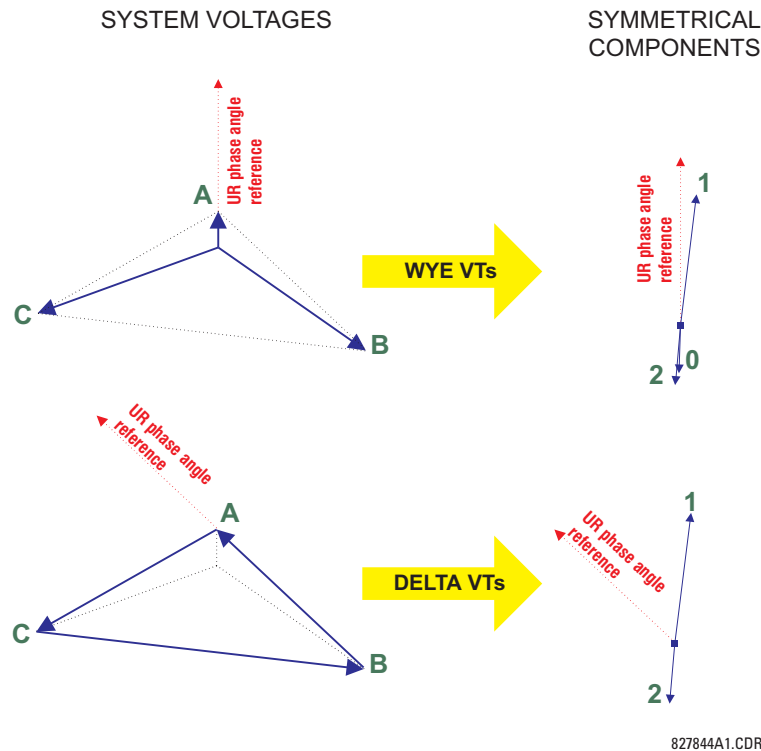 SYSTEM VOLTAGES
SYMMETRICAL
COMPONENTS
UR phase angle
reference
A
C
B
WYE VTs
UR phase angle
reference
1
2
0
UR phase angle
reference
A
C
B
DELTA VTs
UR phase angle
reference
1
2
827844A1.CDR